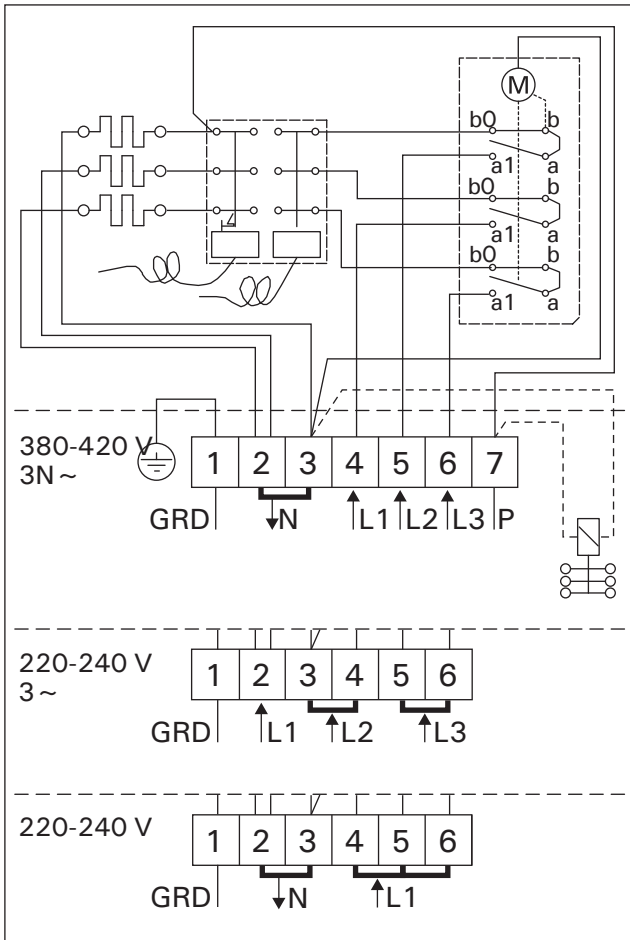 M
b0 b
a1 a
b0 b
a1 a
b0 b
a1 a
380-420 V
3N~
1 2 3 4 5 6 7
GRD N L1 L2 L3 P
220-240 V
3~
1 2 3 4 5 6
GRD L1 L2 L3
220-240 V
1 2 3 4 5 6
GRD N L1